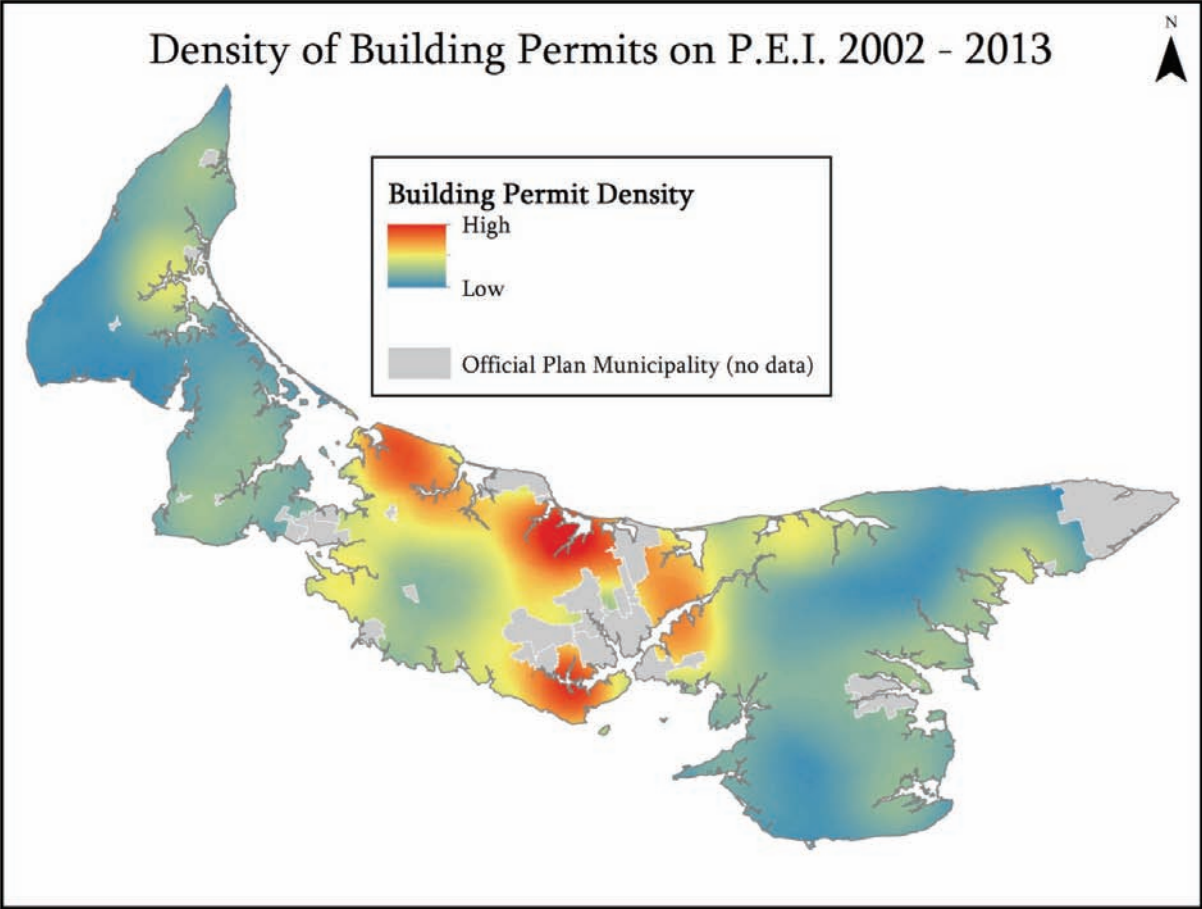 Density of Building Permits on P.E.I. 2002 - 2013
N
Building Permit Density
High
Low
Official Plan Municipality (no data)